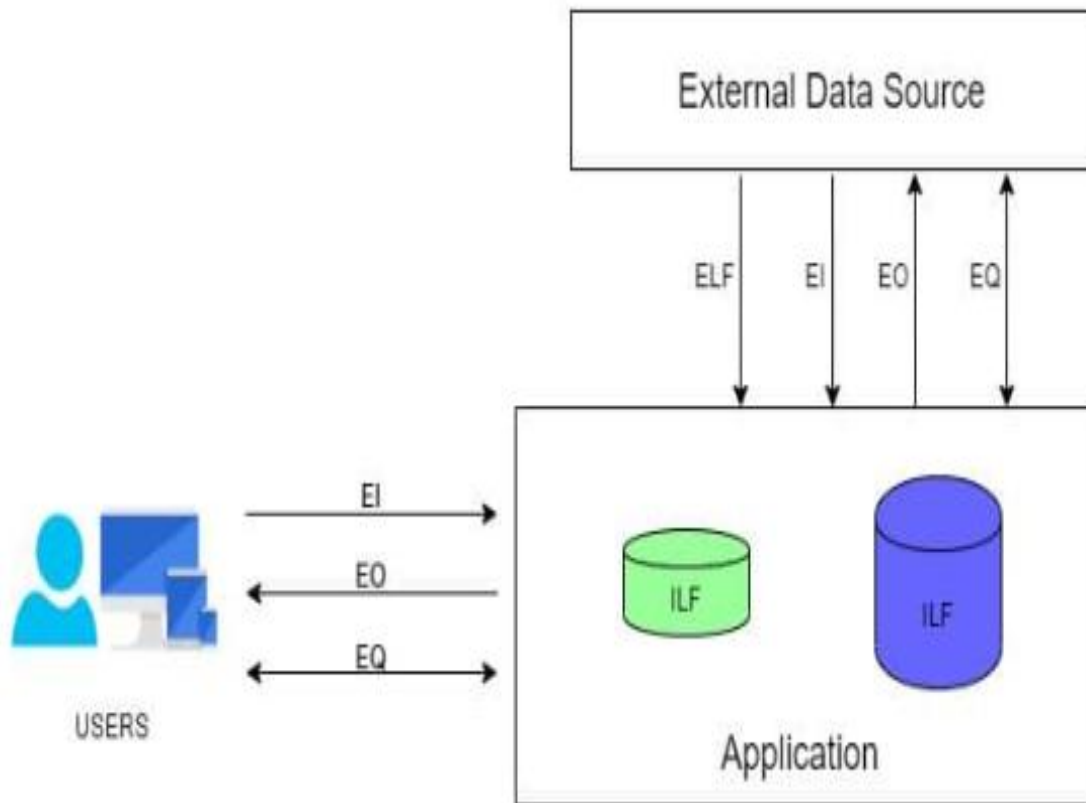 External Data Source
ELF EI EO EQ
EI
EO
EQ
USERS
ILF
ILF
Application